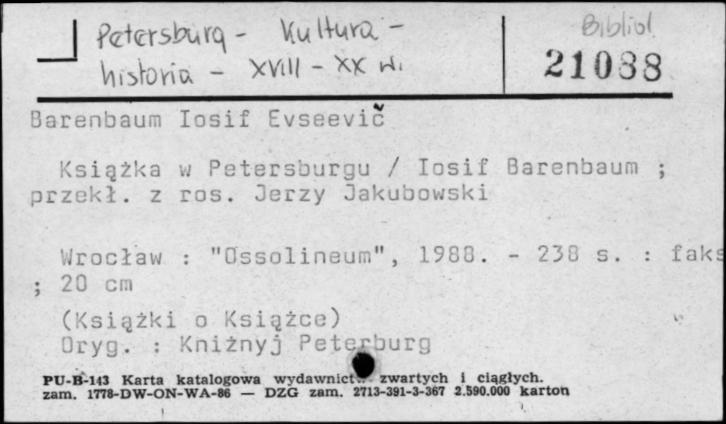 Petersburg - Kultura -
historia - XVIII - XX w.
Bibliol
21088
Barenbaum Iosif Evseevič
Książka w Petersburgu / Iosif Barenbaum ;
przekł. z ros. Jerzy Jakubowski
Wrocław : "Ossolineum", 1988. - 238 s. : faks
; 20 cm
(Książki o Książce)
Oryg. : Kniżnyj Peterburg
PU-B-143 Karta katalogowa wydawnictw zwartych i ciągłych.
zam. 1778-DW-ON-WA-86 — DZG zam. 2713-391-3-367 2.590.000 karton